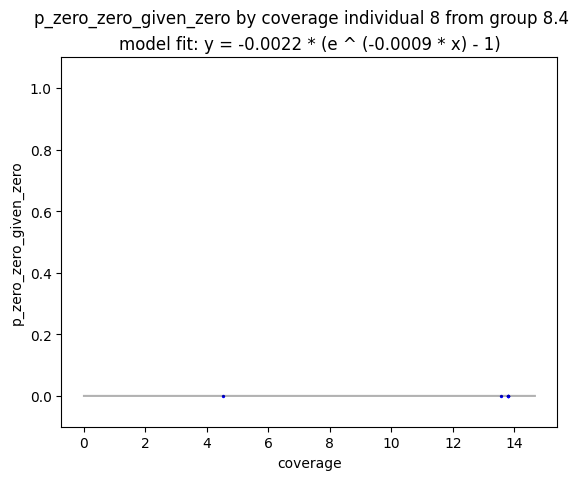 p_zero_zero_given_zero by coverage individual 8 from group 8.4
model fit: y = -0.0022 * (e ^ (-0.0009 * x) - 1)
p_zero_zero_given_zero
1.0
0.8
0.6
0.4
0.2
0.0
0 2 4 6 8 10 12 14
coverage